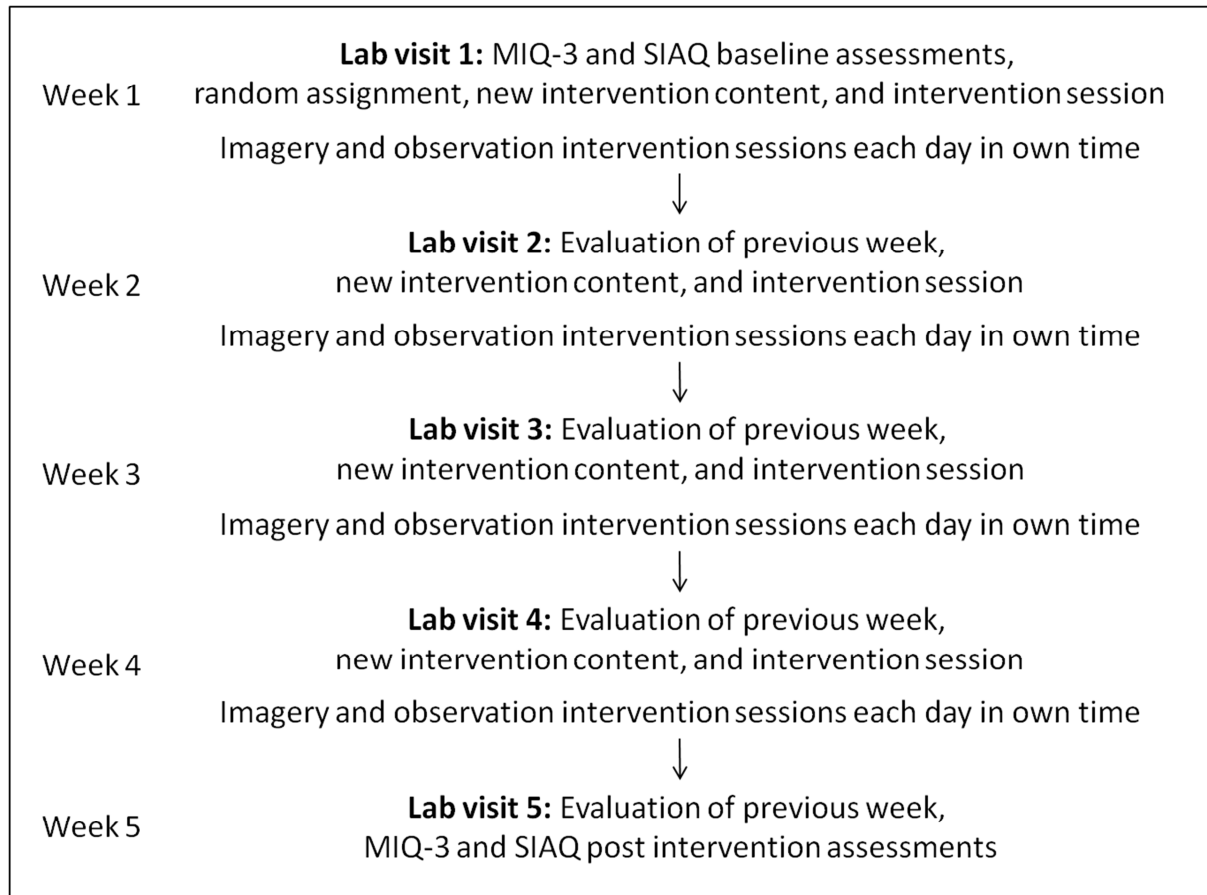 Lab visit 1: MIQ-3 and SIAQ baseline assessments,
Week 1
random assignment, new intervention content, and intervention session
Imagery and observation intervention sessions each day in own time
Lab visit 2: Evaluation of previous week,
Week 2
new intervention content, and intervention session
Imagery and observation intervention sessions each day in own time
Lab visit 3: Evaluation of previous week,
Week 3
new intervention content, and intervention session
Imagery and observation intervention sessions each day in own time
Lab visit 4: Evaluation of previous week,
Week 4
new intervention content, and intervention session
Imagery and observation intervention sessions each day in own time
Lab visit 5: Evaluation of previous week,
Week 5
MIQ-3 and SIAQ post intervention assessments